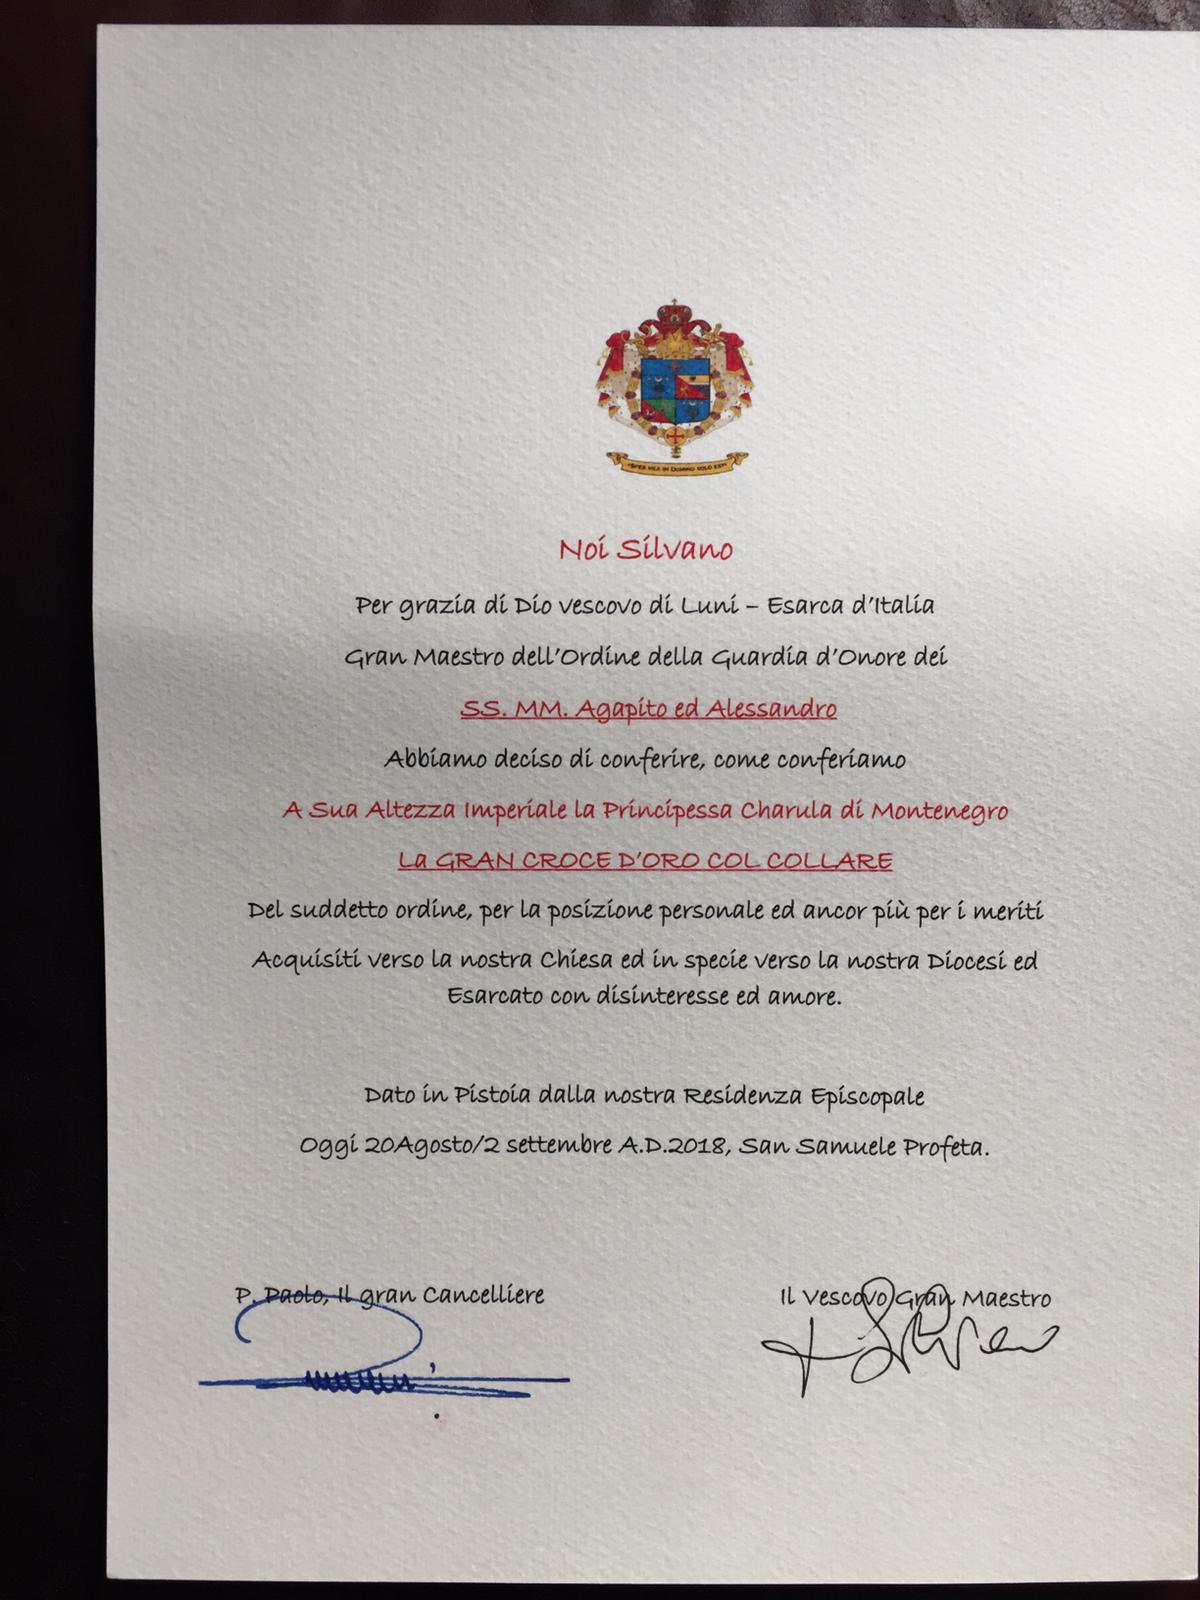 "SPES MEA IN DOMINO SOLO EST"
Noi Silvano
Per grazia di Dio vescovo di Luni – Esarca d'Italia
Gran Maestro dell'Ordine della Guardia d'Onore dei
SS. MM. Agapito ed Alessandro
Abbiamo deciso di conferire, come conferiamo
A Sua Altezza Imperiale la Principessa Charula di Montenegro
La GRAN CROCE D'ORO COL COLLARE
Del suddetto ordine, per la posizione personale ed ancor più per i meriti
Acquisiti verso la nostra Chiesa ed in specie verso la nostra Diocesi ed
Esarcato con disinteresse ed amore.
Dato in Pistoia dalla nostra Residenza Episcopale
Oggi 20Agosto/2 settembre A.D.2018, San Samuele Profeta.
P. Paolo, Il gran Cancelliere
Il Vescovo Gran Maestro